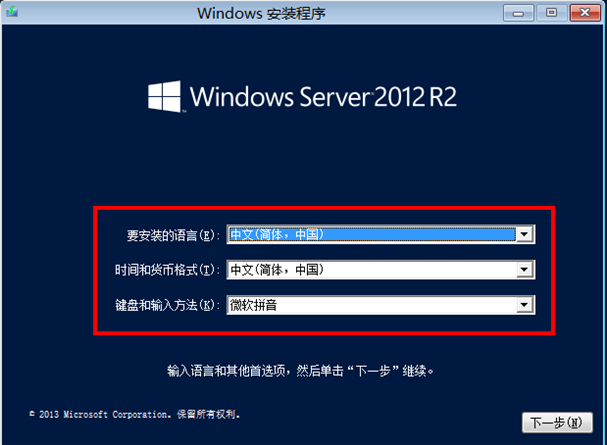 Windows 安装程序
Windows Server 2012 R2
要安装的语言(E): 中文(简体，中国)
时间和货币格式(T): 中文(简体，中国)
键盘和输入方法(K): 微软拼音
输入语言和其他首选项，然后单击“下一步”继续。
© 2013 Microsoft Corporation。保留所有权利。
下一步(N)